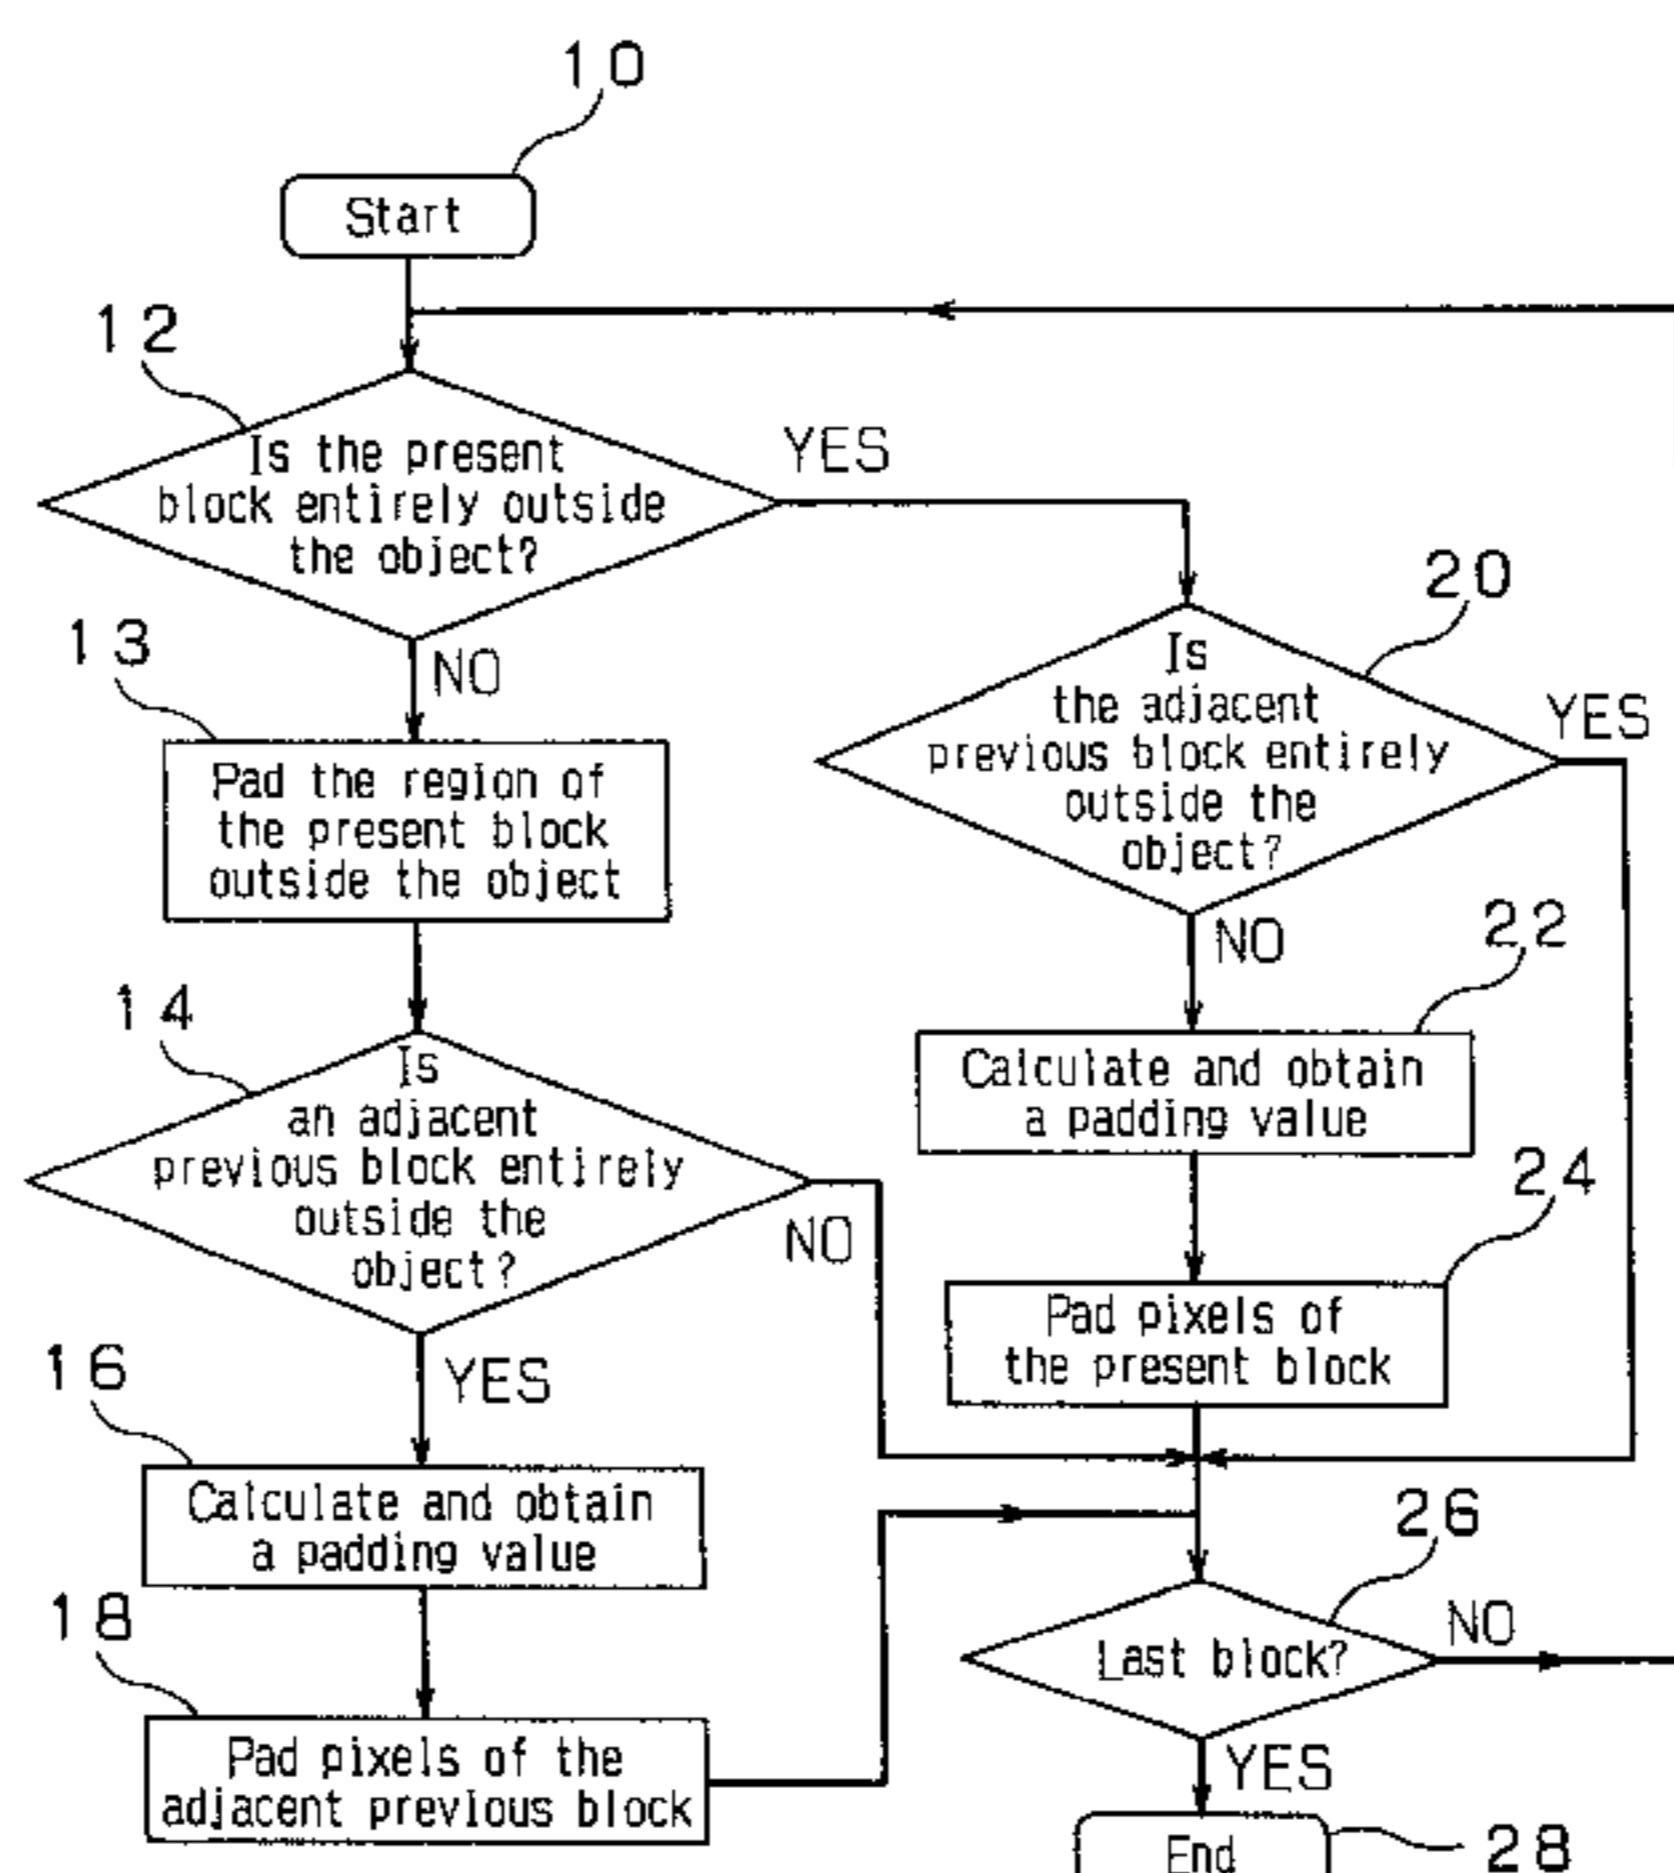 10
Start
12
Is the present
block entirely outside
the object?
YES
NO
13
Pad the region of
the present block
outside the object
14
Is
an adjacent
previous block entirely
outside the
object?
NO
YES
16
Calculate and obtain
a padding value
18
Pad pixels of the
adjacent previous block
20
Is
the adjacent
previous block entirely
outside the
object?
YES
NO
22
Calculate and obtain
a padding value
24
Pad pixels of
the present block
26
Last block?
NO
YES
End
28